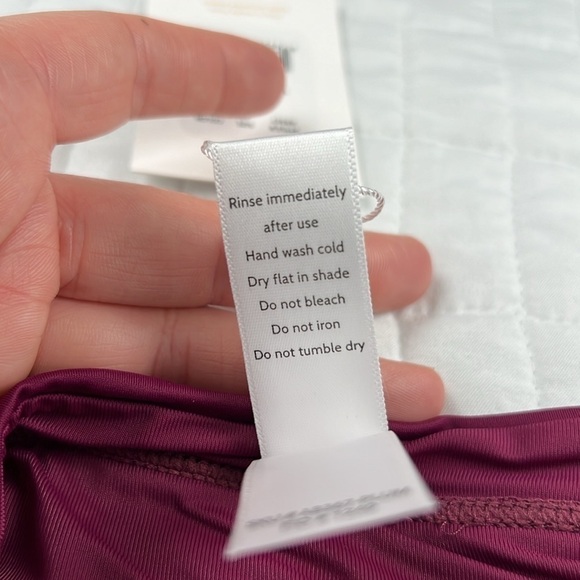 Rinse immediately
after use
Hand wash cold
Dry flat in shade
Do not bleach
Do not iron
Do not tumble dry